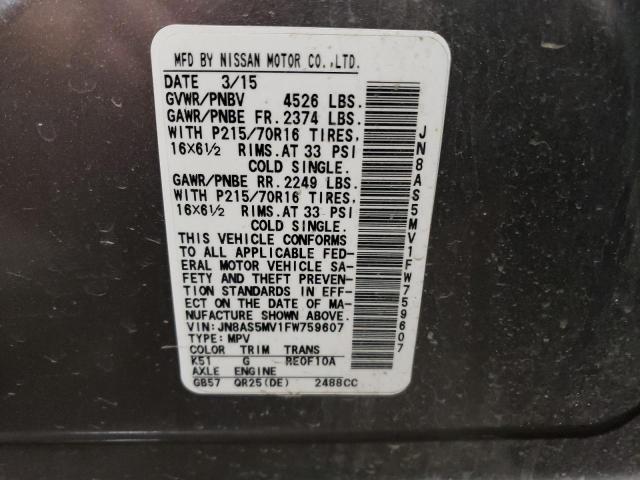 MFD BY NISSAN MOTOR CO.,LTD.
DATE 3/15
GVWR/PNBV 4526 LBS.
GAWR/PNBE FR. 2374 LBS.
WITH P215/70R16 TIRES,
16X6½ RIMS. AT 33 PSI
COLD SINGLE.
GAWR/PNBE RR. 2249 LBS.
WITH P215/70R16 TIRES,
16X6½ RIMS. AT 33 PSI
COLD SINGLE.
THIS VEHICLE CONFORMS
TO ALL APPLICABLE FED-
ERAL MOTOR VEHICLE SA-
FETY AND THEFT PREVEN-
TION STANDARDS IN EFF-
ECT ON THE DATE OF MA-
NUFACTURE SHOWN ABOVE.
VIN: JN8AS5MV1FW759607
TYPE: MPV
COLOR TRIM TRANS
K51 G RE0F10A
AXLE ENGINE
GB57 QR25(DE) 2488CC
JN8AS5MV1FW759607